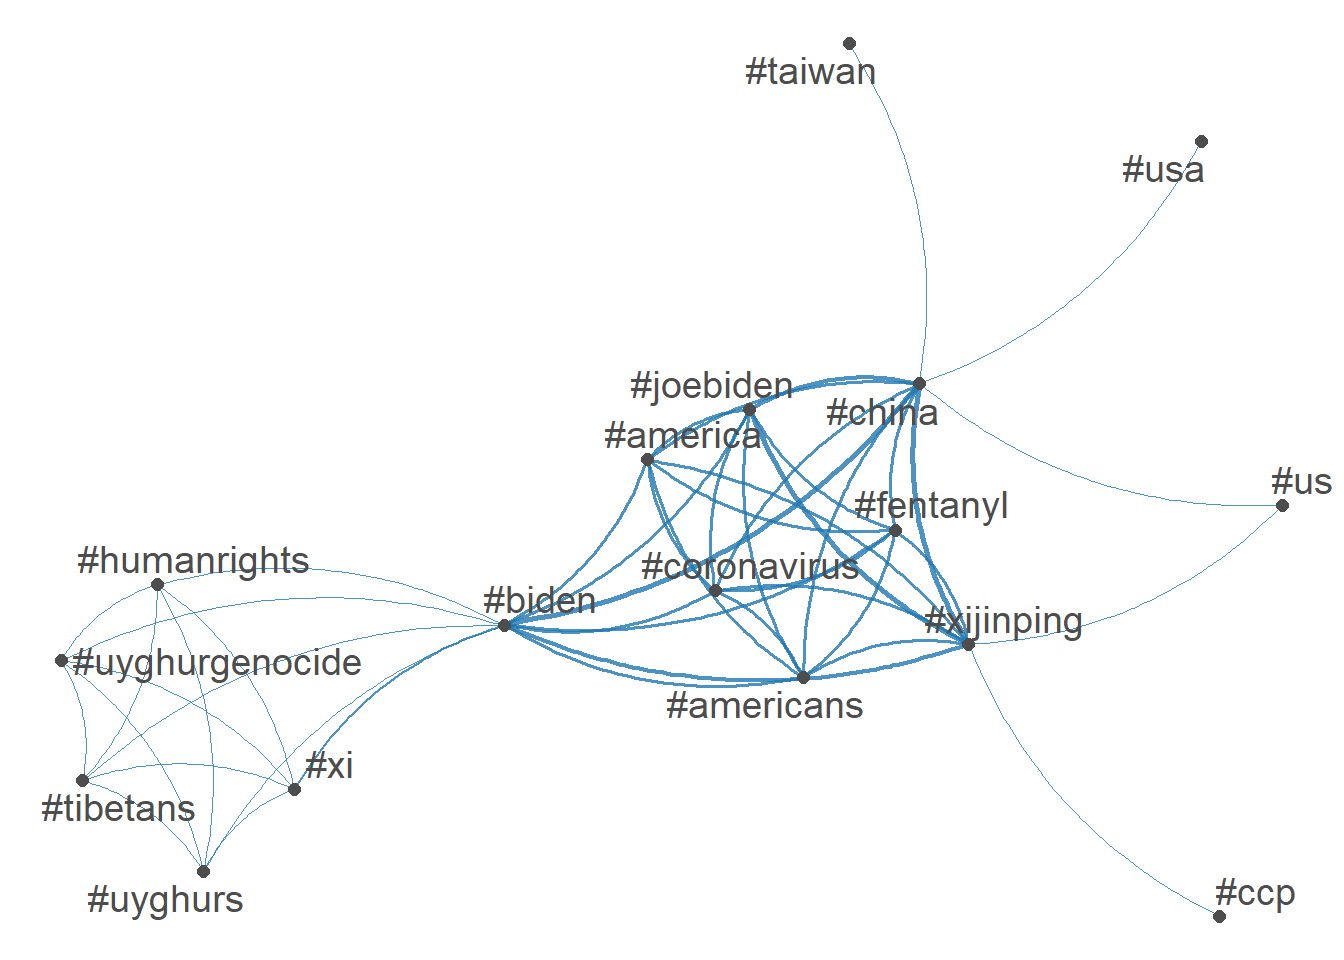 #taiwan
#usa
#joebiden
#china
#america
#us
#fentanyl
#humanrights
#coronavirus
#biden
#xijinping
#uyghurgenocide
#americans
#xi
#tibetans
#uyghurs
#ccp